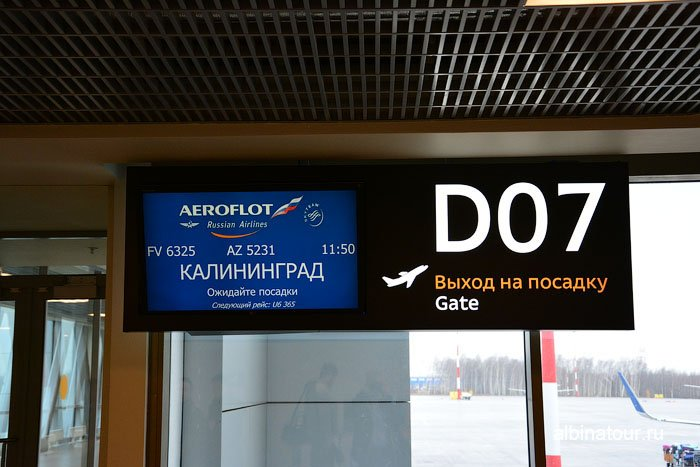 AEROFLOT
Russian Airlines
SKYTEAM
FV 6325 AZ 5231 11:50
КАЛИНИНГРАД
Ожидайте посадки
Следующий рейс: U6 365
D07
Выход на посадку
Gate
albinatour.ru